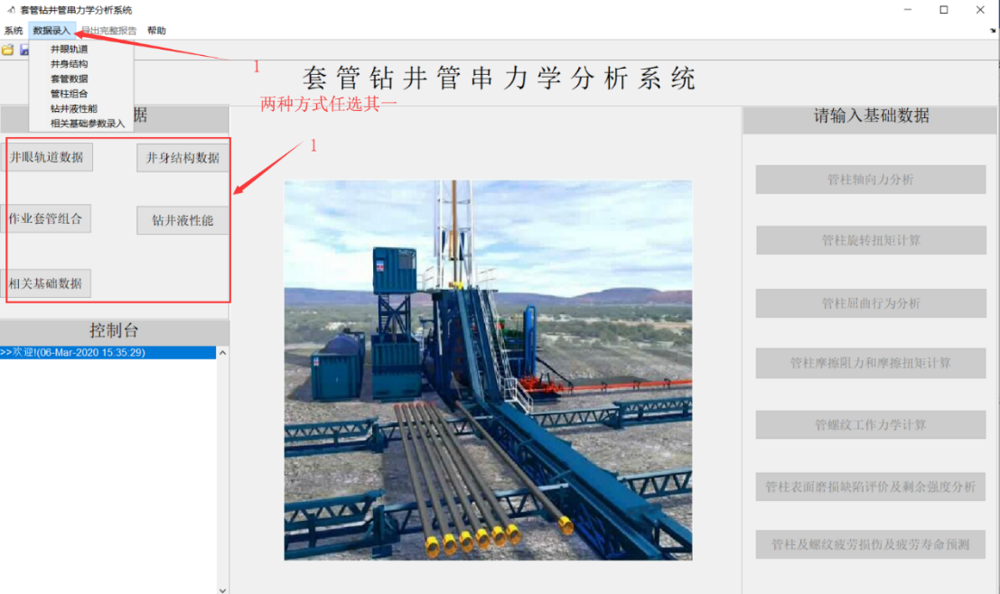 套管钻井管串力学分析系统
系统 数据录入 导出完整报告 帮助
井眼轨道
井身结构
套管数据
管柱组合
钻井液性能
相关基础参数录入
1
套管钻井管串力学分析系统
两种方式任选其一
据
井眼轨道数据 井身结构数据
1
作业套管组合 钻井液性能
相关基础数据
控制台
>>欢迎!(06-Mar-2020 15:35:29)
请输入基础数据
管柱轴向力分析
管柱旋转扭矩计算
管柱屈曲行为分析
管柱摩擦阻力和摩擦扭矩计算
管螺纹工作力学计算
管柱表面磨损缺陷评价及剩余强度分析
管柱及螺纹疲劳损伤及疲劳寿命预测